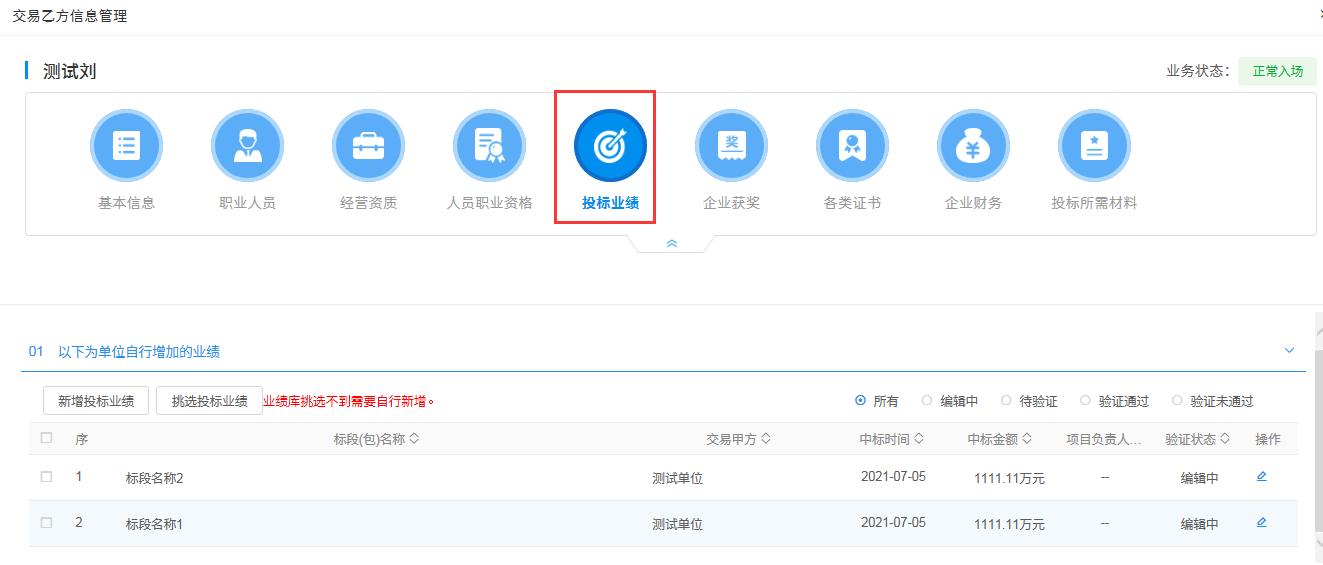 交易乙方信息管理
测试刘
业务状态： 正常入场
奖
基本信息 职业人员 经营资质 人员职业资格 投标业绩 企业获奖 各类证书 企业财务 投标所需材料
01 以下为单位自行增加的业绩
新增投标业绩 挑选投标业绩 业绩库挑选不到需要自行新增。 所有 编辑中 待验证 验证通过 验证未通过
序 标段(包)名称 交易甲方 中标时间 中标金额 项目负责人... 验证状态 操作
1 标段名称2 测试单位 2021-07-05 1111.11万元 -- 编辑中
2 标段名称1 测试单位 2021-07-05 1111.11万元 -- 编辑中